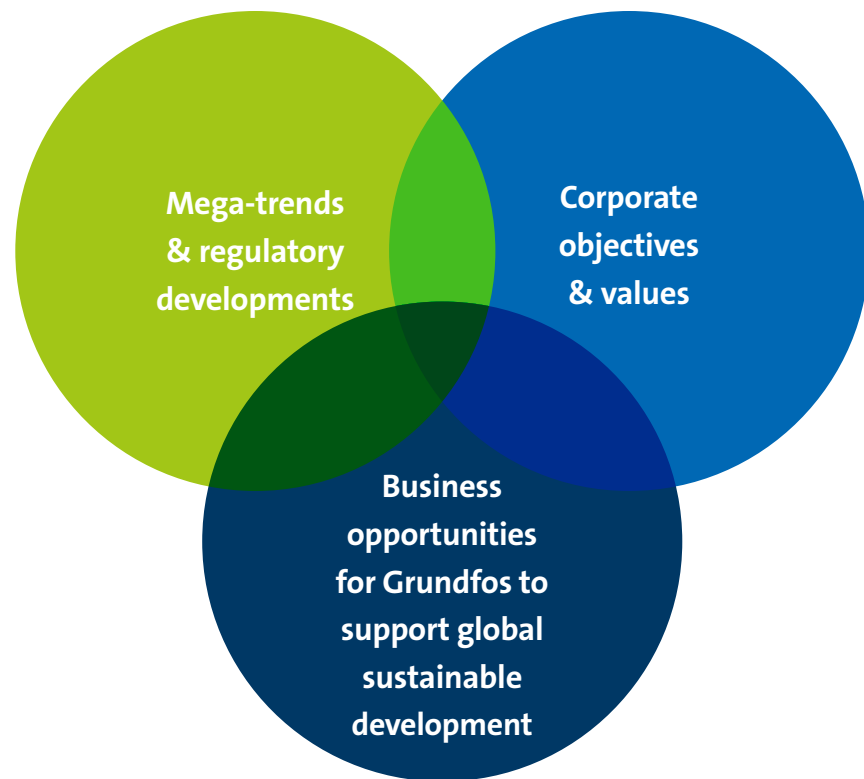 Mega-trends
& regulatory
developments
Corporate
objectives
& values
Business
opportunities
for Grundfos to
support global
sustainable
development